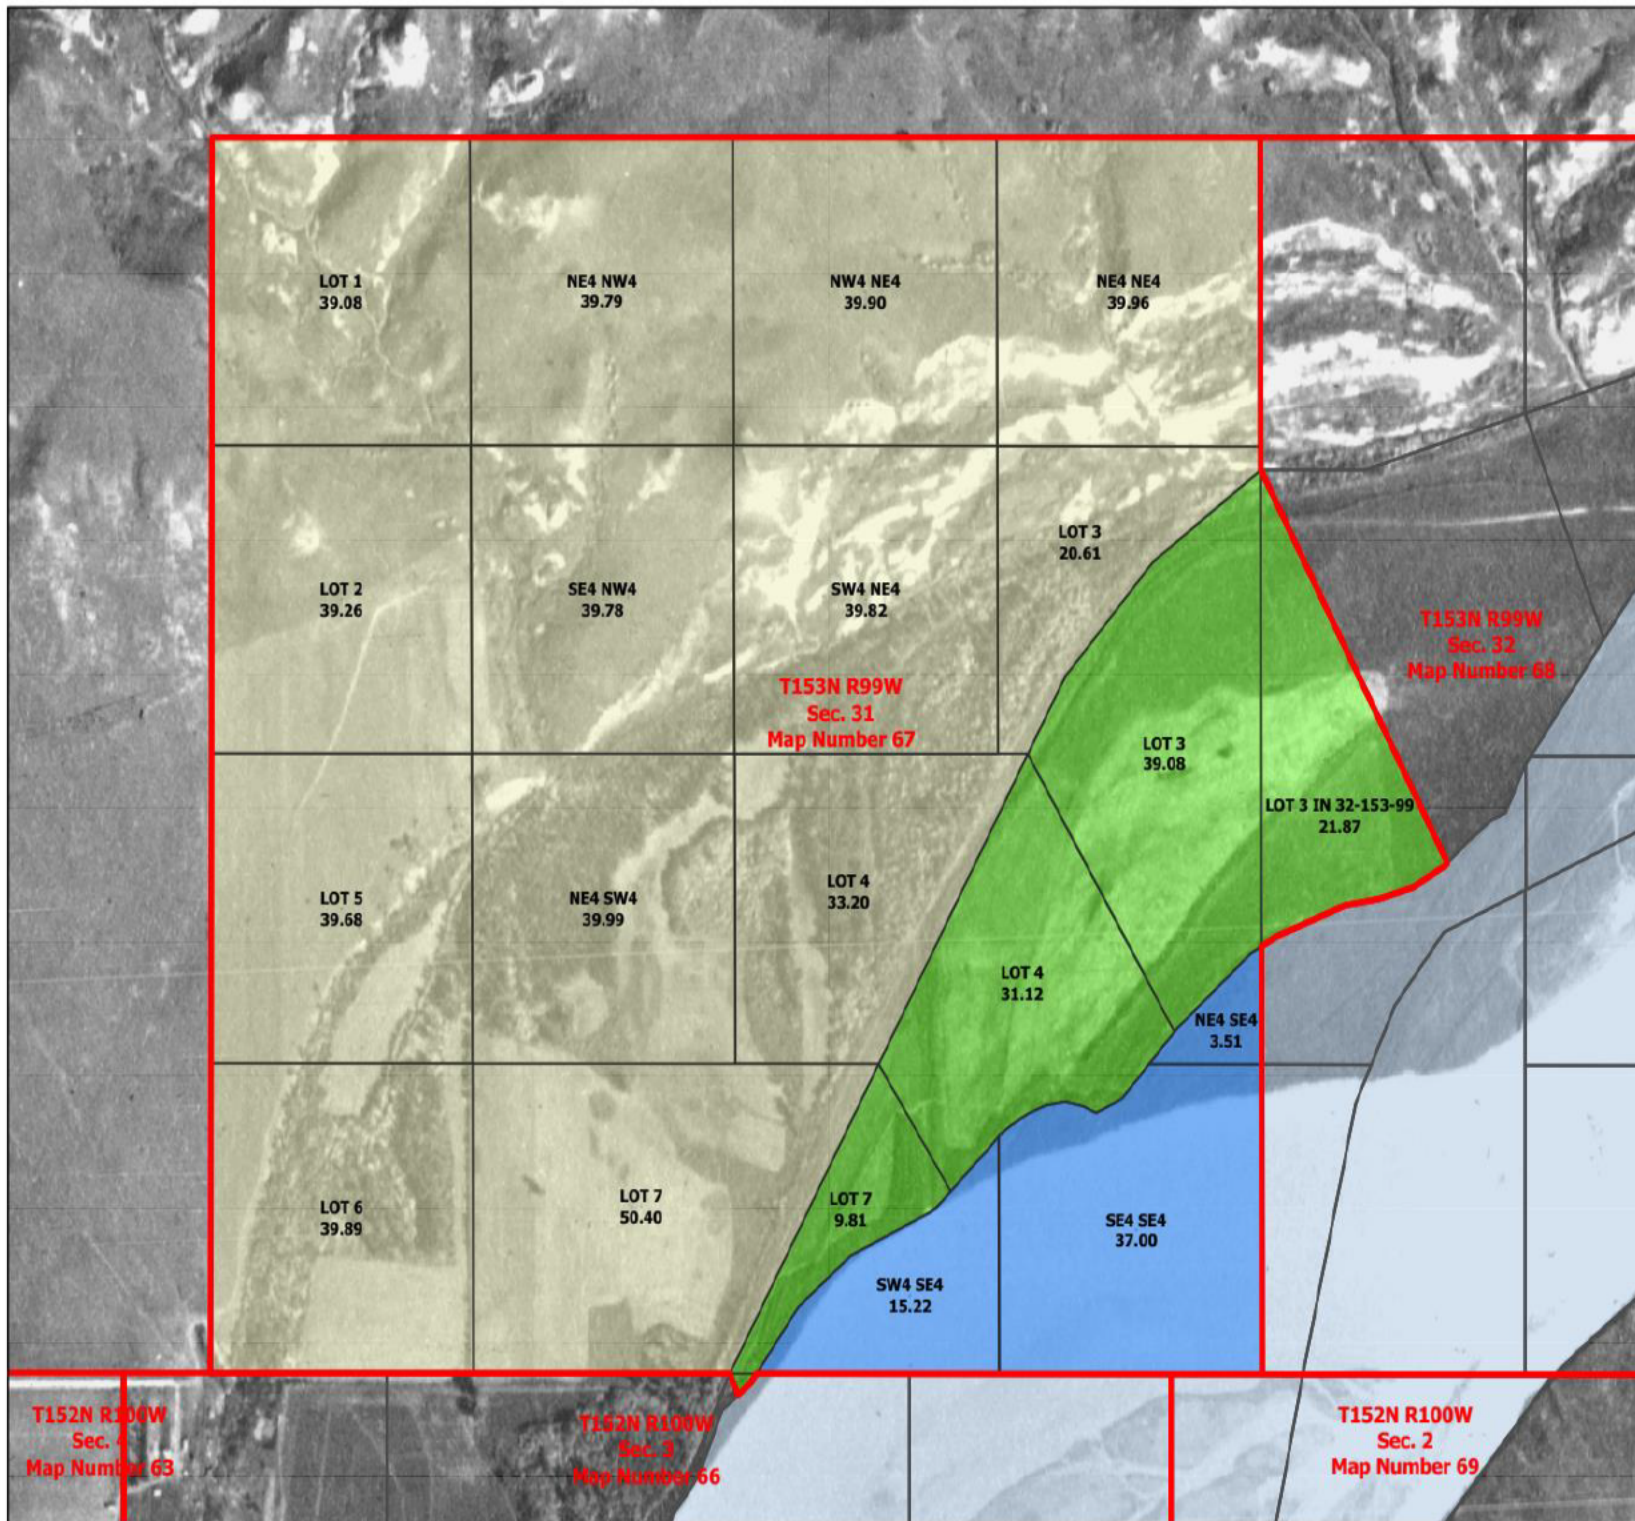 LOT 1
39.08
NE4 NW4
39.79
NW4 NE4
39.90
NE4 NE4
39.96
LOT 2
39.26
SE4 NW4
39.78
SW4 NE4
39.82
LOT 3
20.61
T153N R99W
Sec. 32
Map Number 68
T153N R99W
Sec. 31
Map Number 67
LOT 3
39.08
LOT 3 IN 32-153-99
21.87
LOT 5
39.68
NE4 SW4
39.99
LOT 4
33.20
LOT 4
31.12
NE4 SE4
3.51
LOT 6
39.89
LOT 7
50.40
LOT 7
9.81
SE4 SE4
37.00
SW4 SE4
15.22
T152N R100W
Sec. 4
Map Number 63
T152N R100W
Sec. 3
Map Number 66
T152N R100W
Sec. 2
Map Number 69